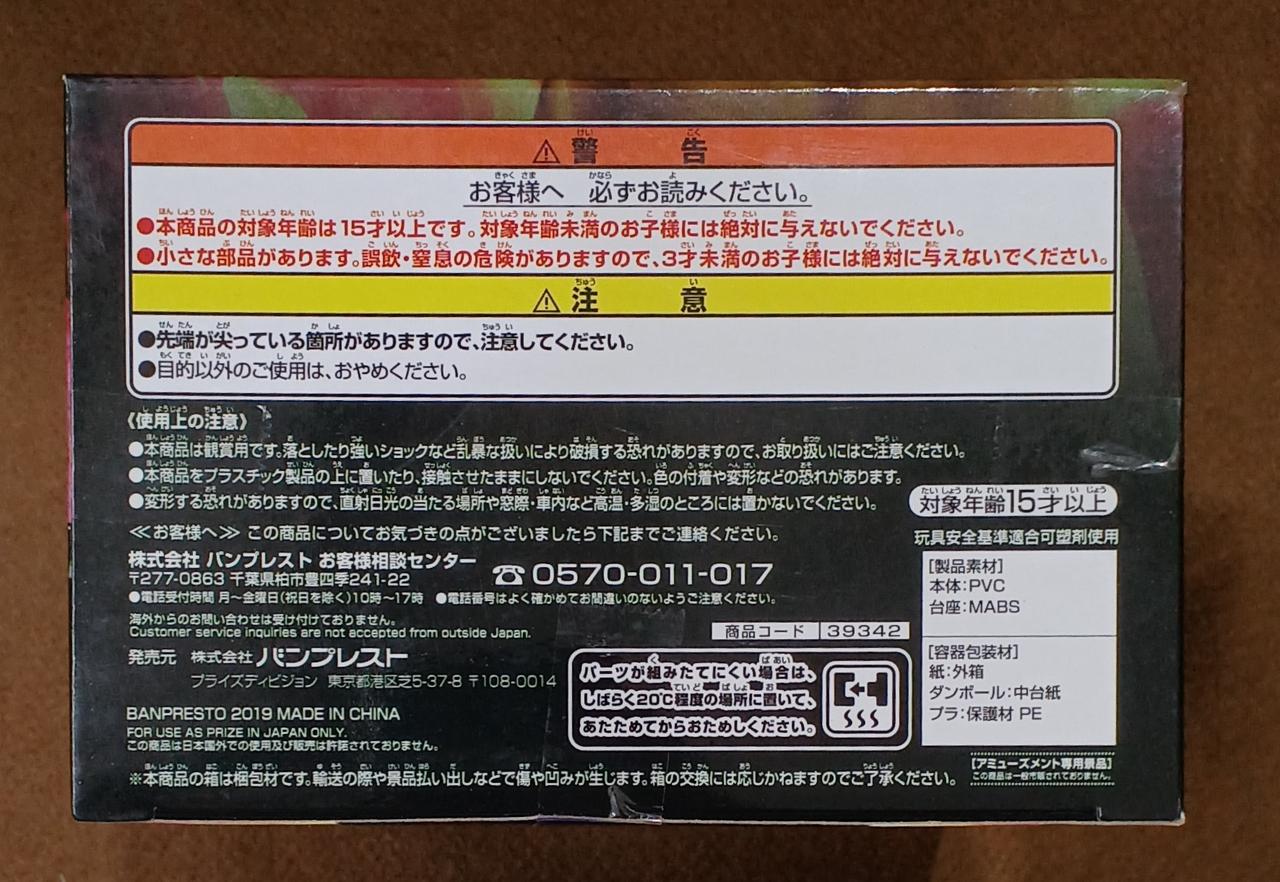 ⚠警告
お客様へ 必ずお読みください。
●本商品の対象年齢は15才以上です。対象年齢未満のお子様には絶対に与えないでください。
●小さな部品があります。誤飲・窒息の危険がありますので、3才未満のお子様には絶対に与えないでください。
⚠注意
●先端が尖っている箇所がありますので、注意してください。
●目的以外のご使用は、おやめください。
《使用上の注意》
●本商品は観賞用です。落としたり強いショックなど乱暴な扱いにより破損する恐れがありますので、お取り扱いにはご注意ください。
●本商品をプラスチック製品の上に置いたり、接触させたままにしないでください。色の付着や変形などの恐れがあります。
●変形する恐れがありますので、直射日光の当たる場所や窓際・車内など高温・多湿のところには置かないでください。
対象年齢15才以上
≪お客様へ≫ この商品についてお気づきの点がございましたら下記までご連絡ください。
玩具安全基準適合可塑剤使用
株式会社 バンプレスト お客様相談センター
〒277-0863 千葉県柏市豊四季241-22
☎0570-011-017
●電話受付時間 月〜金曜日(祝日を除く)10時〜17時 ●電話番号はよく確かめてお間違いのないようご注意ください。
[製品素材]
本体:PVC
台座:MABS
海外からのお問い合わせは受け付けておりません。
Customer service inquiries are not accepted from outside Japan.
商品コード 39342
発売元 株式会社 バンプレスト
プライズディビジョン 東京都港区芝5-37-8 〒108-0014
パーツが組みたてにくい場合は、
しばらく20℃程度の場所に置いて、
あたためてからおためしください。
[容器包装材]
紙:外箱
ダンボール:中台紙
プラ:保護材 PE
BANPRESTO 2019 MADE IN CHINA
FOR USE AS PRIZE IN JAPAN ONLY.
この商品は日本国外での使用及び販売は許諾されておりません。
※本商品の箱は梱包材です。輸送の際や景品払い出しなどで傷や凹みが生じます。箱の交換には応じかねますのでご了承ください。
[アミューズメント専用景品]
この商品は一般市販されておりません。